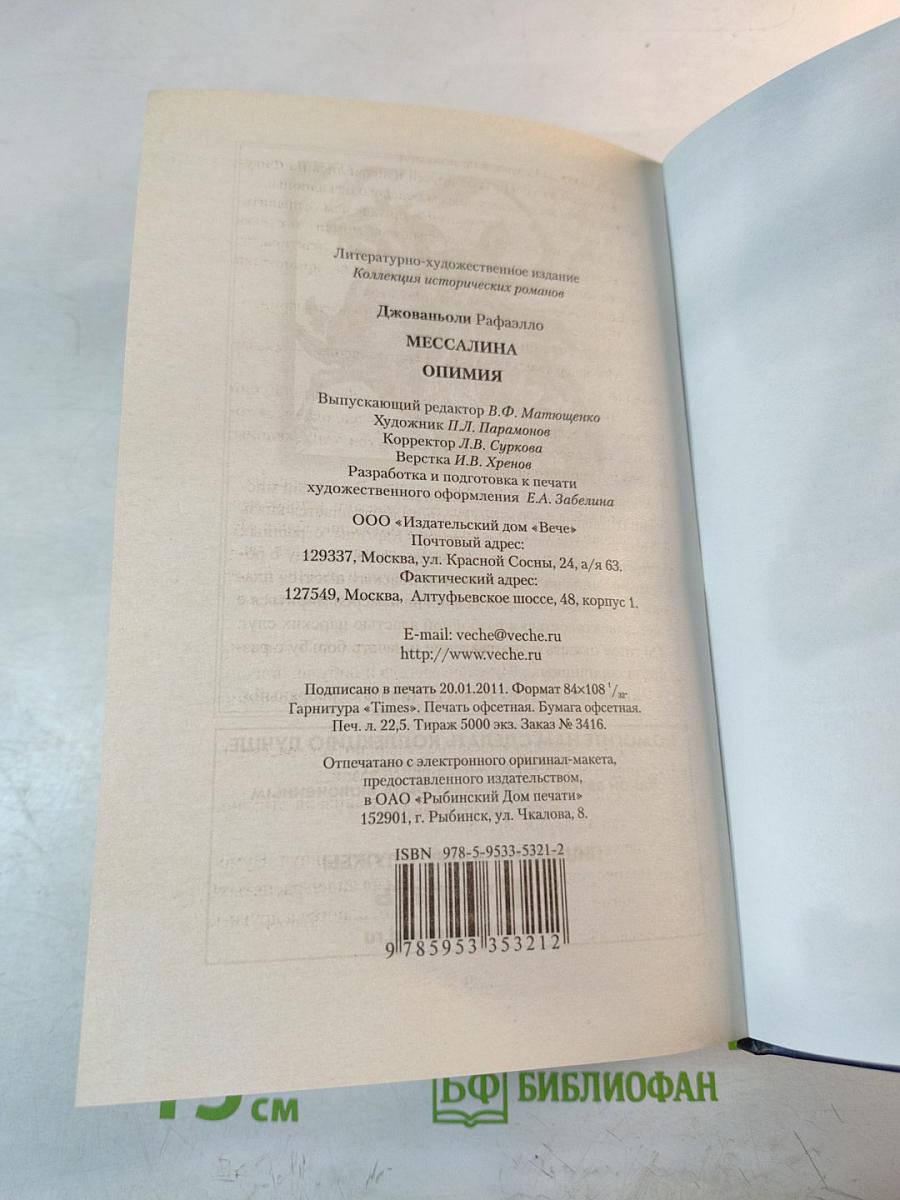 Литературно-художественное издание
Коллекция исторических романов
Джованьоли Рафаэлло
МЕССАЛИНА
ОПИМИЯ
Выпускающий редактор В.Ф. Матющенко
Художник П.Л. Парамонов
Корректор Л.В. Суркова
Верстка И.В. Хренов
Разработка и подготовка к печати
художественного оформления Е.А. Забелина
ООО «Издательский дом «Вече»
Почтовый адрес:
129337, Москва, ул. Красной Сосны, 24, а/я 63.
Фактический адрес:
127549, Москва, Алтуфьевское шоссе, 48, корпус 1.
E-mail: veche@veche.ru
http://www.veche.ru
Подписано в печать 20.01.2011. Формат 84×108 1/32.
Гарнитура «Times». Печать офсетная. Бумага офсетная.
Печ. л. 22,5. Тираж 5000 экз. Заказ № 3416.
Отпечатано с электронного оригинал-макета,
предоставленного издательством,
в ОАО «Рыбинский Дом печати»
152901, г. Рыбинск, ул. Чкалова, 8.
ISBN 978-5-9533-5321-2
9 785953 353212
15 см
БФ БИБЛИОФАН